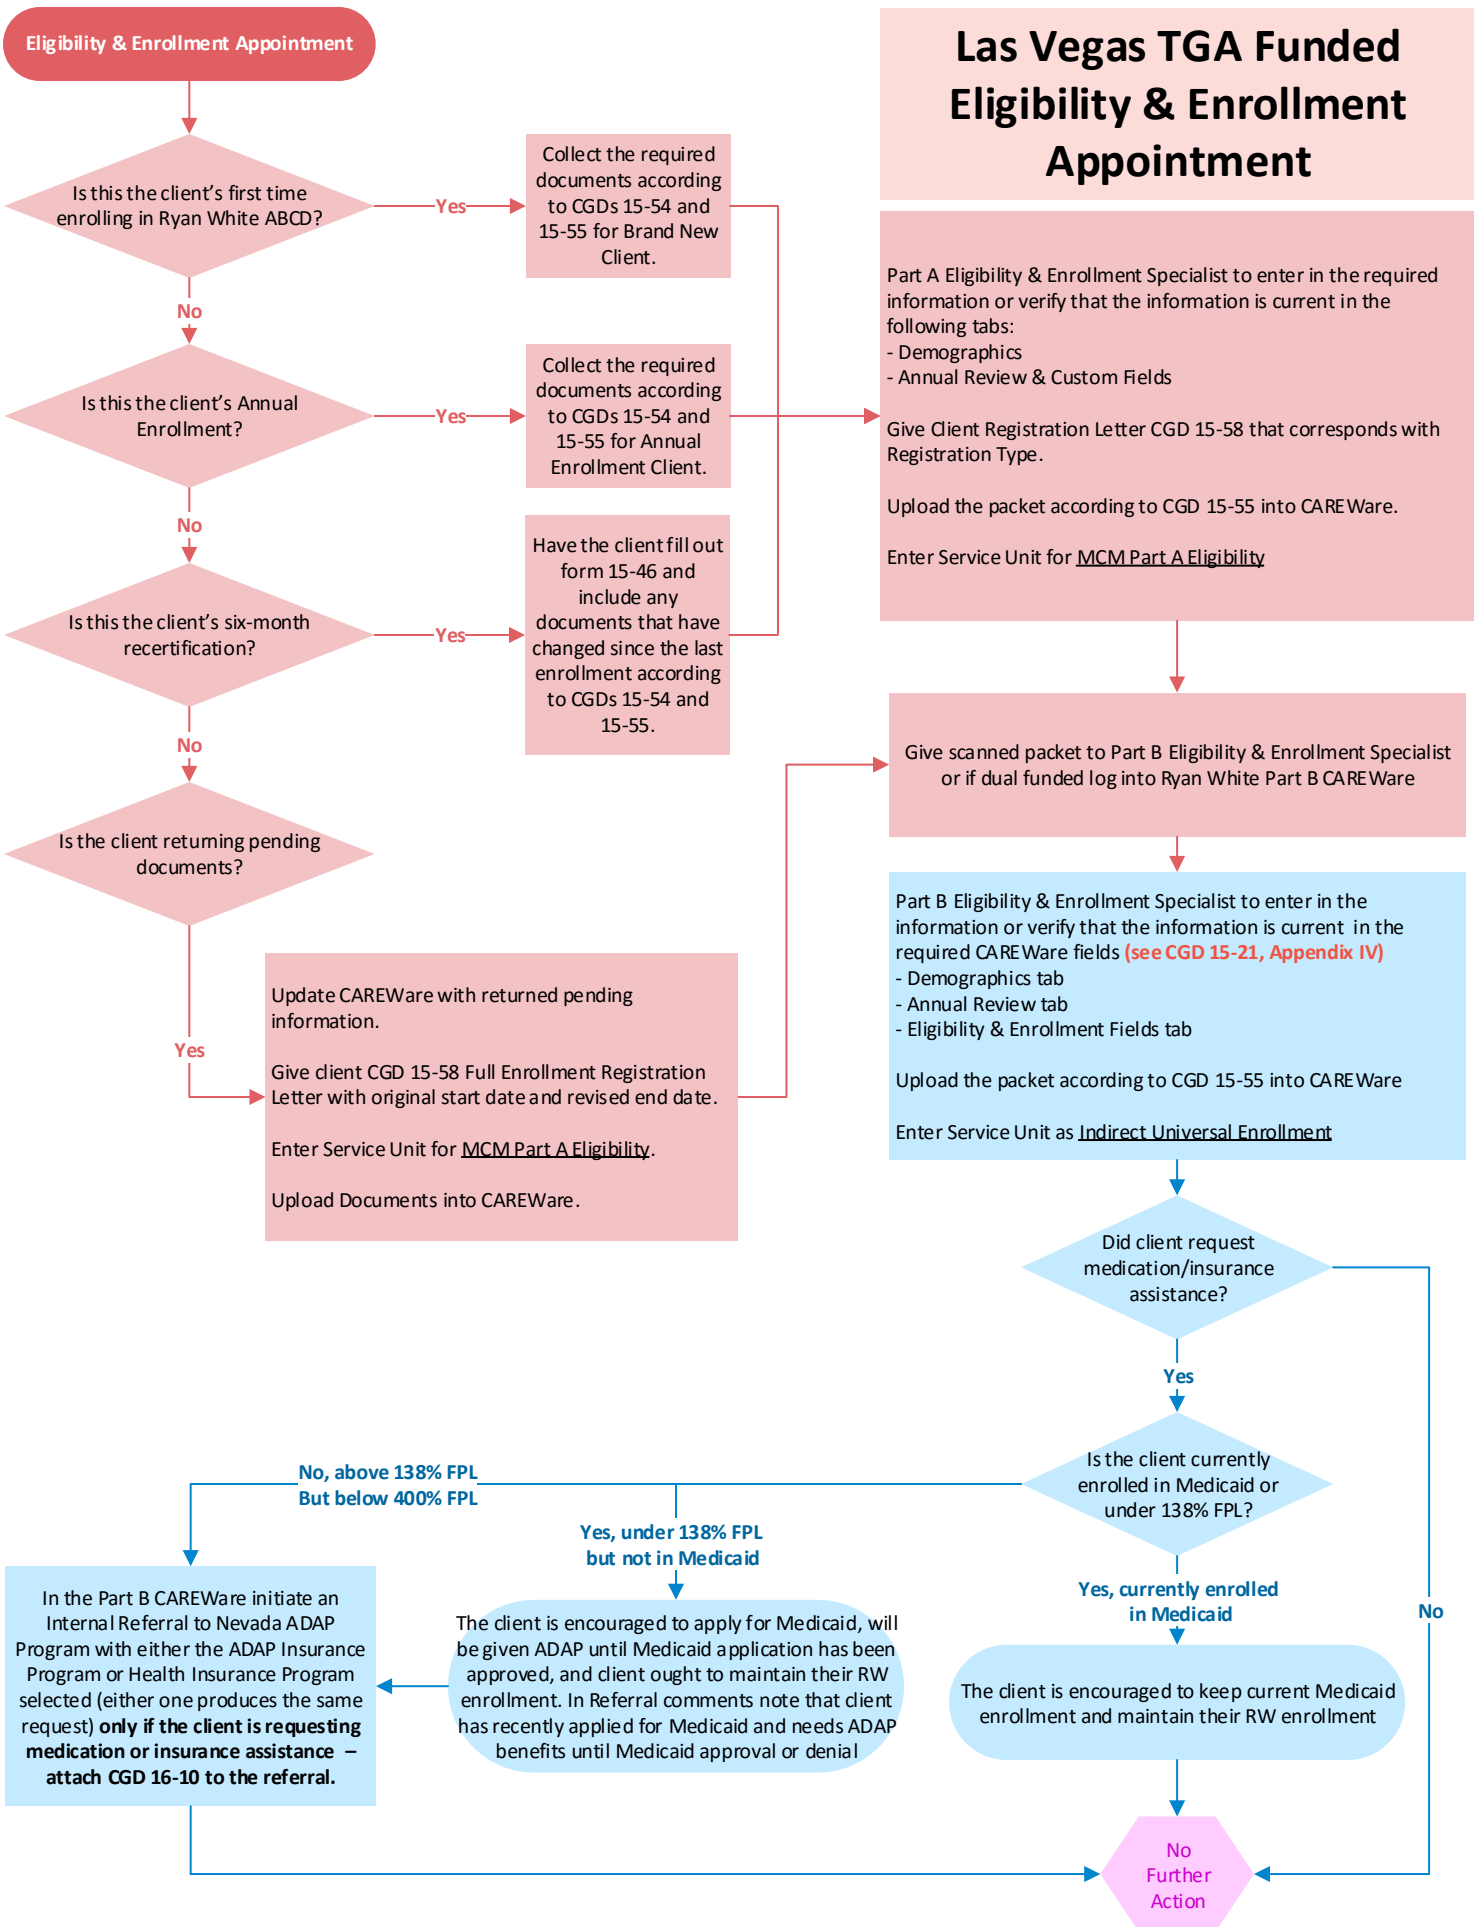 Eligibility & Enrollment Appointment
Las Vegas TGA Funded
Eligibility & Enrollment
Appointment
Is this the client's first time
enrolling in Ryan White ABCD?
Yes
Collect the required
documents according
to CGDs 15-54 and
15-55 for Brand New
Client.
No
Is this the client's Annual
Enrollment?
Yes
Collect the required
documents according
to CGDs 15-54 and
15-55 for Annual
Enrollment Client.
No
Is this the client's six-month
recertification?
Yes
Have the client fill out
form 15-46 and
include any
documents that have
changed since the last
enrollment according
to CGDs 15-54 and
15-55.
No
Is the client returning pending
documents?
Yes
Update CAREWare with returned pending
information.
Give client CGD 15-58 Full Enrollment Registration
Letter with original start date and revised end date.
Enter Service Unit for MCM Part A Eligibility.
Upload Documents into CAREWare.
Part A Eligibility & Enrollment Specialist to enter in the required
information or verify that the information is current in the
following tabs:
- Demographics
- Annual Review & Custom Fields
Give Client Registration Letter CGD 15-58 that corresponds with
Registration Type.
Upload the packet according to CGD 15-55 into CAREWare.
Enter Service Unit for MCM Part A Eligibility
Give scanned packet to Part B Eligibility & Enrollment Specialist
or if dual funded log into Ryan White Part B CAREWare
Part B Eligibility & Enrollment Specialist to enter in the
information or verify that the information is current in the
required CAREWare fields (see CGD 15-21, Appendix IV)
- Demographics tab
- Annual Review tab
- Eligibility & Enrollment Fields tab
Upload the packet according to CGD 15-55 into CAREWare
Enter Service Unit as Indirect Universal Enrollment
Did client request
medication/insurance
assistance?
Yes
No
Is the client currently
enrolled in Medicaid or
under 138% FPL?
No, above 138% FPL
But below 400% FPL
Yes, under 138% FPL
but not in Medicaid
Yes, currently enrolled
in Medicaid
In the Part B CAREWare initiate an
Internal Referral to Nevada ADAP
Program with either the ADAP Insurance
Program or Health Insurance Program
selected (either one produces the same
request) only if the client is requesting
medication or insurance assistance –
attach CGD 16-10 to the referral.
The client is encouraged to apply for Medicaid, will
be given ADAP until Medicaid application has been
approved, and client ought to maintain their RW
enrollment. In Referral comments note that client
has recently applied for Medicaid and needs ADAP
benefits until Medicaid approval or denial
The client is encouraged to keep current Medicaid
enrollment and maintain their RW enrollment
No
Further
Action